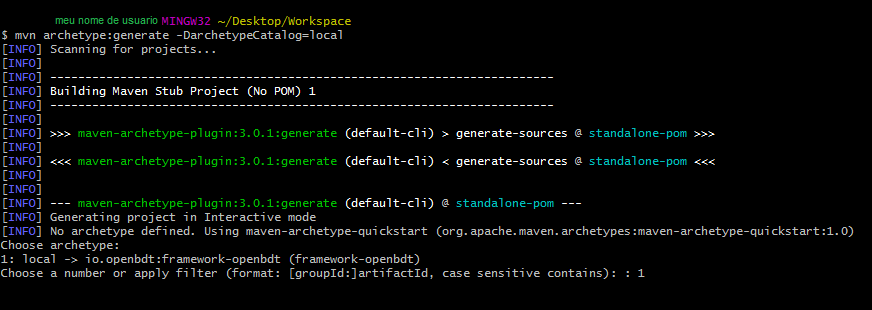 meu nome de usuario MINGW32 ~/Desktop/Workspace
$ mvn archetype:generate -DarchetypeCatalog=local
[INFO] Scanning for projects...
[INFO]
[INFO] ------------------------------------------------------------------------
[INFO] Building Maven Stub Project (No POM) 1
[INFO] ------------------------------------------------------------------------
[INFO]
[INFO] >>> maven-archetype-plugin:3.0.1:generate (default-cli) > generate-sources @ standalone-pom >>>
[INFO]
[INFO] <<< maven-archetype-plugin:3.0.1:generate (default-cli) < generate-sources @ standalone-pom <<<
[INFO]
[INFO]
[INFO] --- maven-archetype-plugin:3.0.1:generate (default-cli) @ standalone-pom ---
[INFO] Generating project in Interactive mode
[INFO] No archetype defined. Using maven-archetype-quickstart (org.apache.maven.archetypes:maven-archetype-quickstart:1.0)
Choose archetype:
1: local -> io.openbdt:framework-openbdt (framework-openbdt)
Choose a number or apply filter (format: [groupId:]artifactId, case sensitive contains): : 1